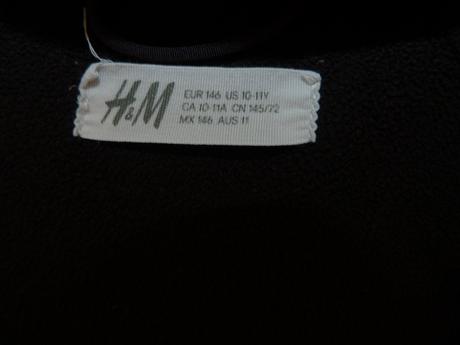 H&M
EUR 146 US 10-11Y
CA 10-11A CN 145/72
MX 146 AUS 11